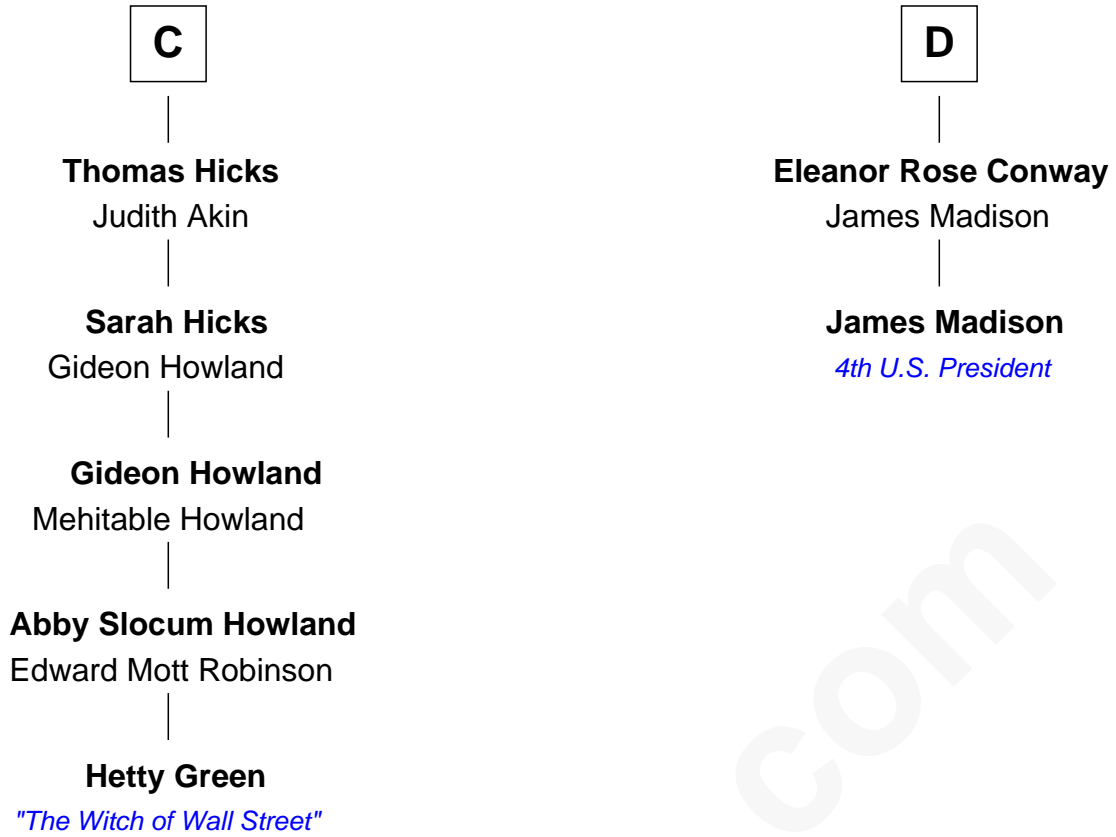 C
Thomas Hicks
Judith Akin
Sarah Hicks
Gideon Howland
Gideon Howland
Mehitable Howland
Abby Slocum Howland
Edward Mott Robinson
Hetty Green
"The Witch of Wall Street"
D
Eleanor Rose Conway
James Madison
James Madison
4th U.S. President
com